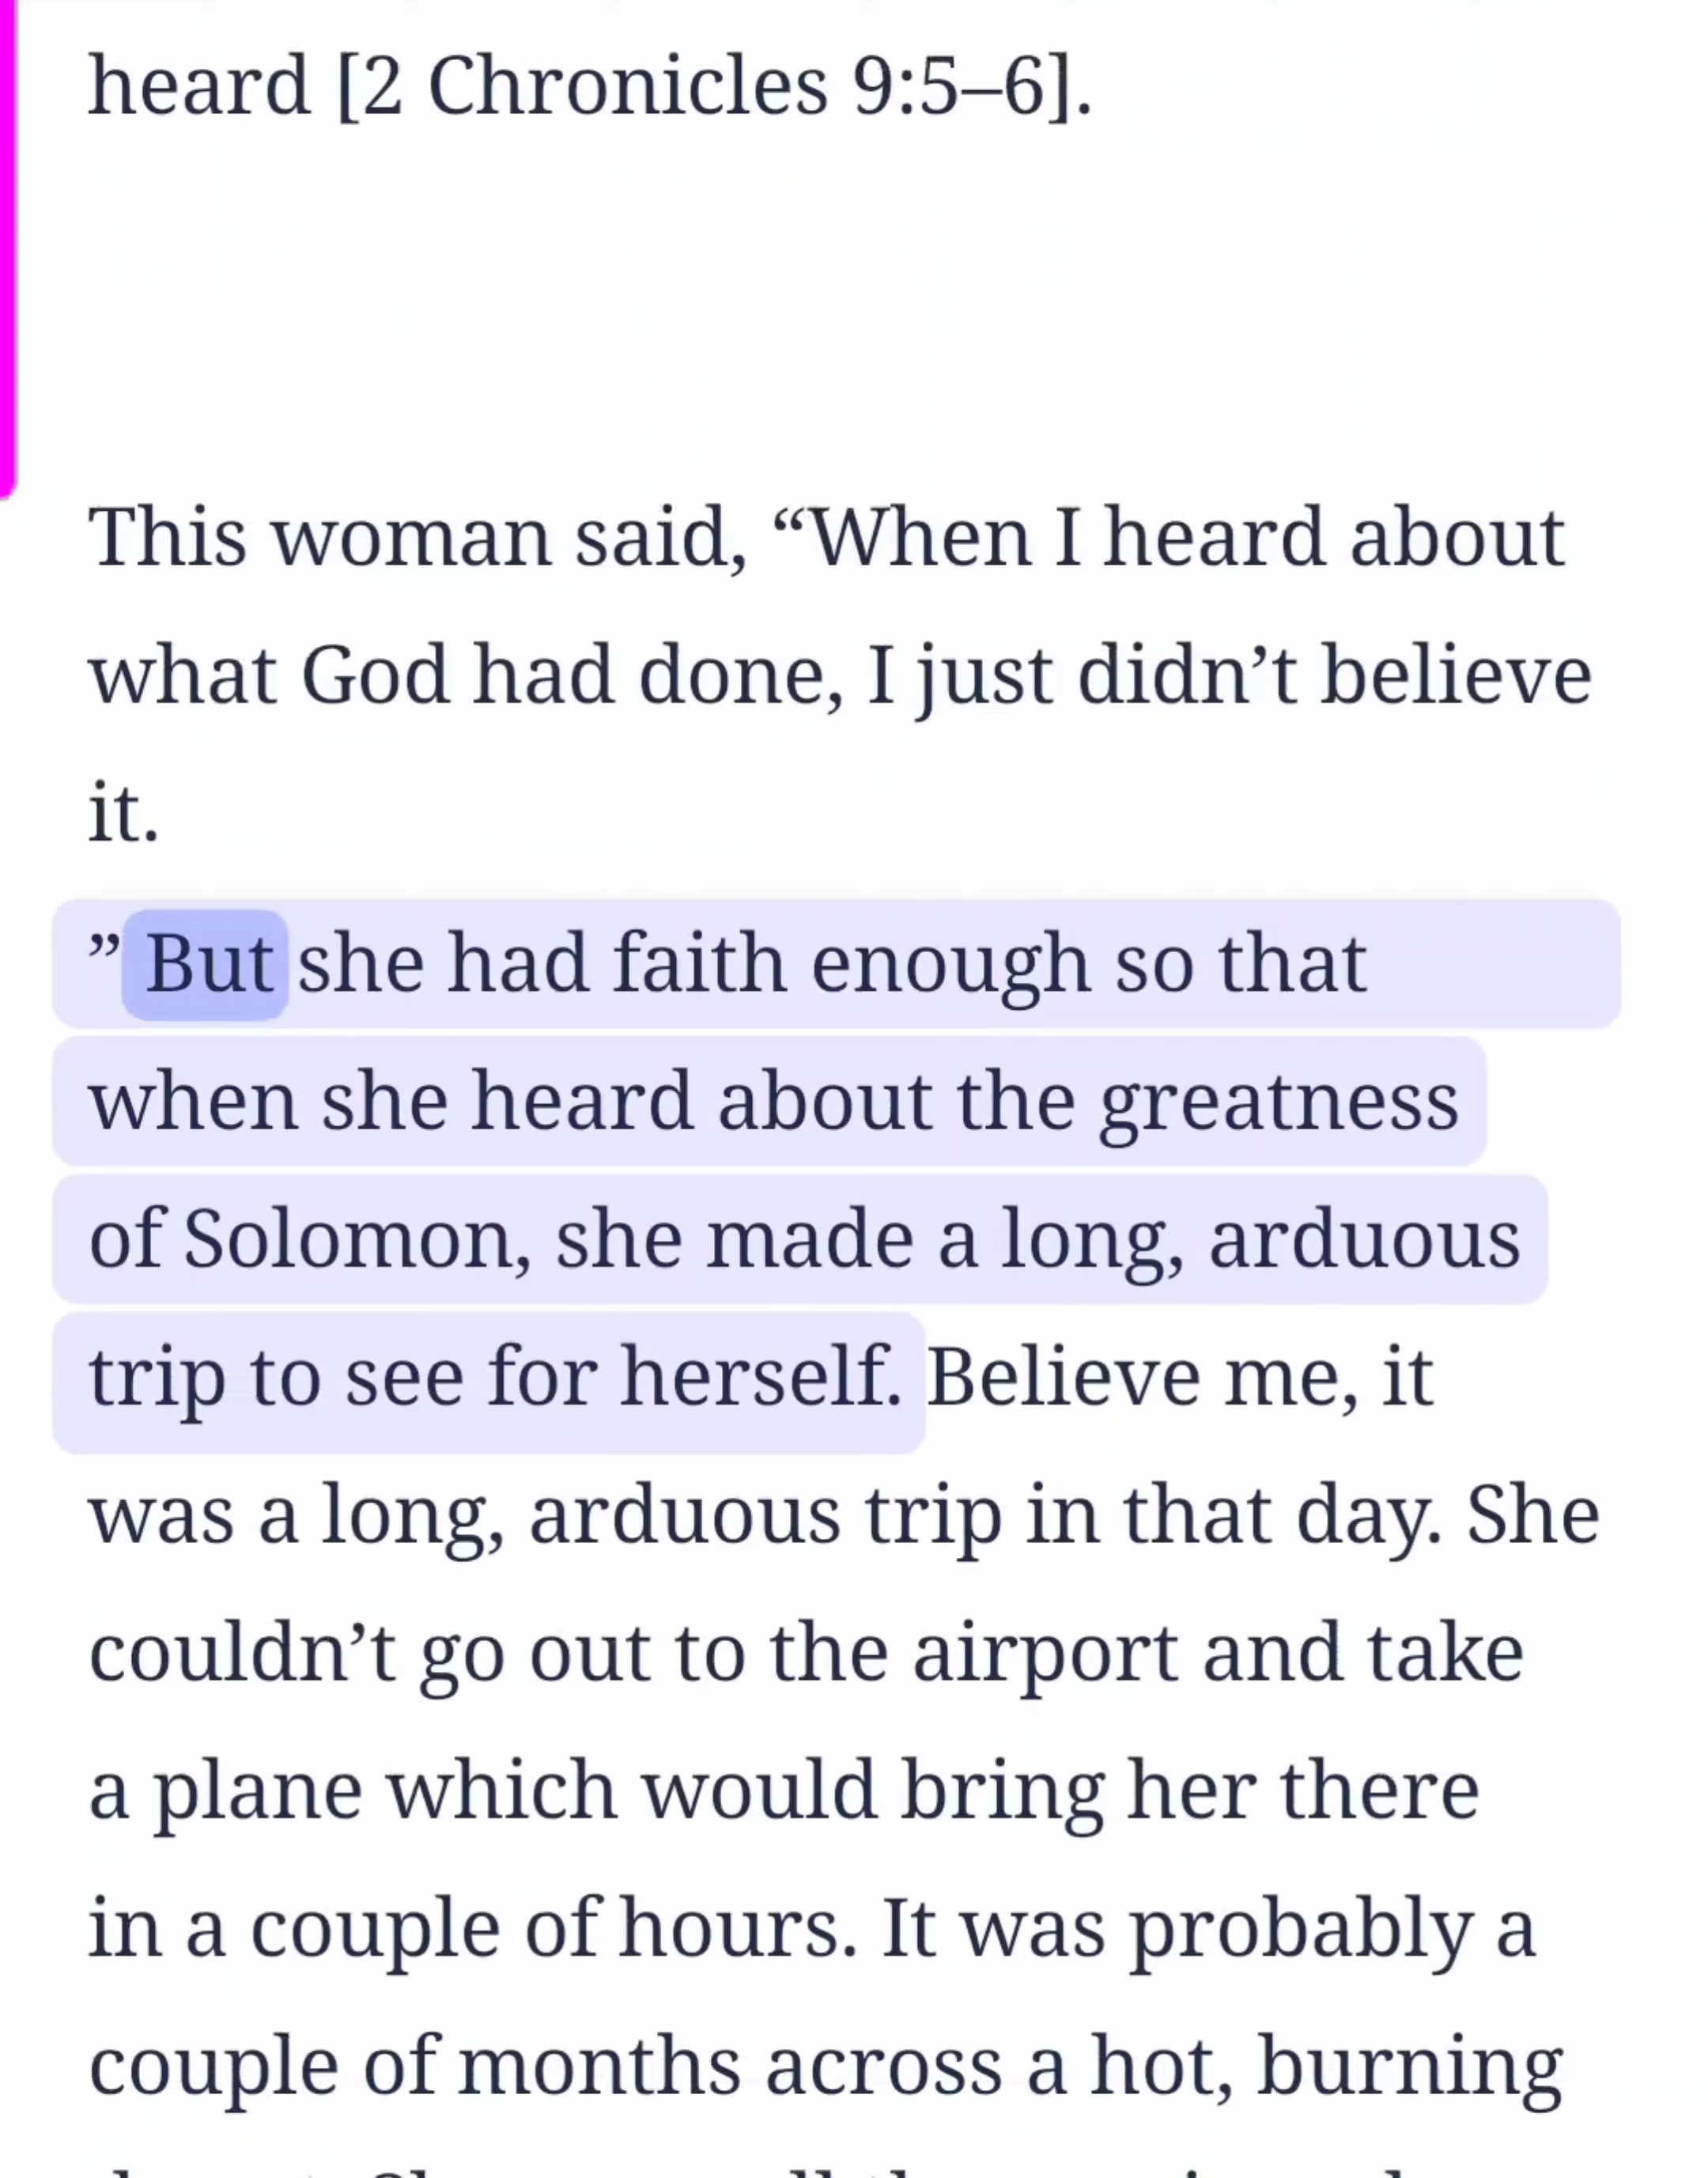 heard [2 Chronicles 9:5–6].
This woman said, “When I heard about
what God had done, I just didn’t believe
it.
” But she had faith enough so that
when she heard about the greatness
of Solomon, she made a long, arduous
trip to see for herself. Believe me, it
was a long, arduous trip in that day. She
couldn’t go out to the airport and take
a plane which would bring her there
in a couple of hours. It was probably a
couple of months across a hot, burning